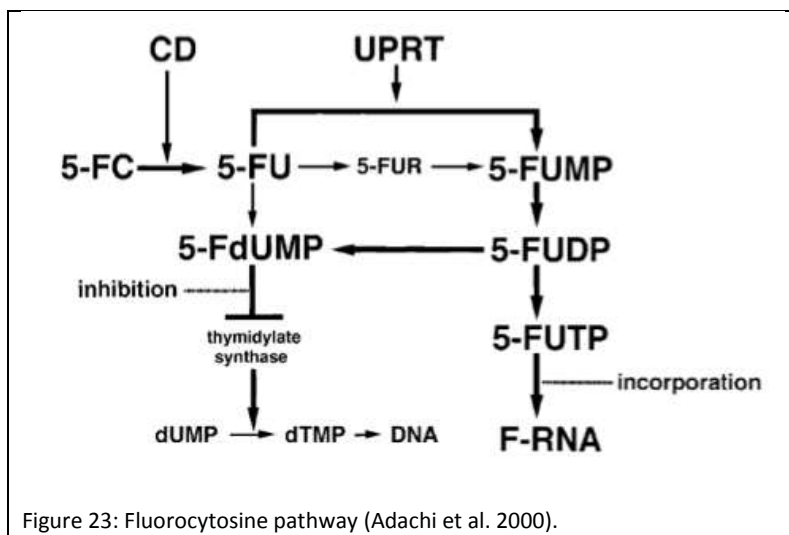 CD UPRT
5-FC 5-FU 5-FUR 5-FUMP
5-FdUMP 5-FUDP
inhibition
thymidylate
synthase
5-FUTP
incorporation
dUMP dTMP DNA F-RNA
Figure 23: Fluorocytosine pathway (Adachi et al. 2000).